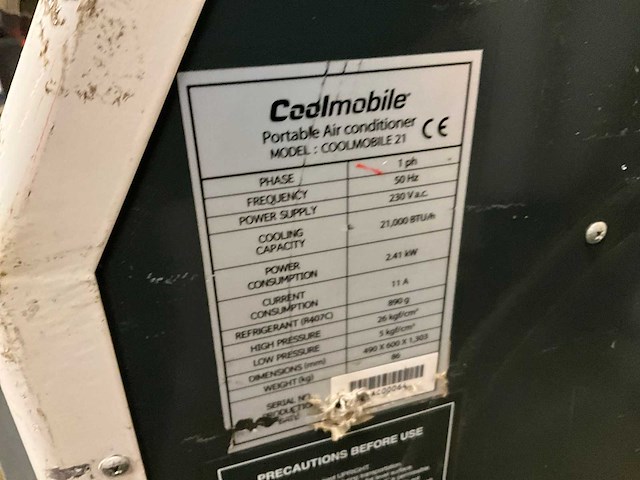 Coolmobile
Portable Air conditioner CE
MODEL : COOLMOBILE 21
PHASE 1 ph
FREQUENCY 50 Hz
POWER SUPPLY 230 V a.c.
COOLING CAPACITY 21,000 BTU/h
POWER CONSUMPTION 2.41 kW
CURRENT CONSUMPTION 11 A
REFRIGERANT (R407C) 890 g
HIGH PRESSURE 26 kgf/cm²
LOW PRESSURE 5 kgf/cm²
DIMENSIONS (mm) 490 X 600 X 1,303
WEIGHT (kg) 86
SERIAL NO
PRODUCTION
DATE
PRECAUTIONS BEFORE USE